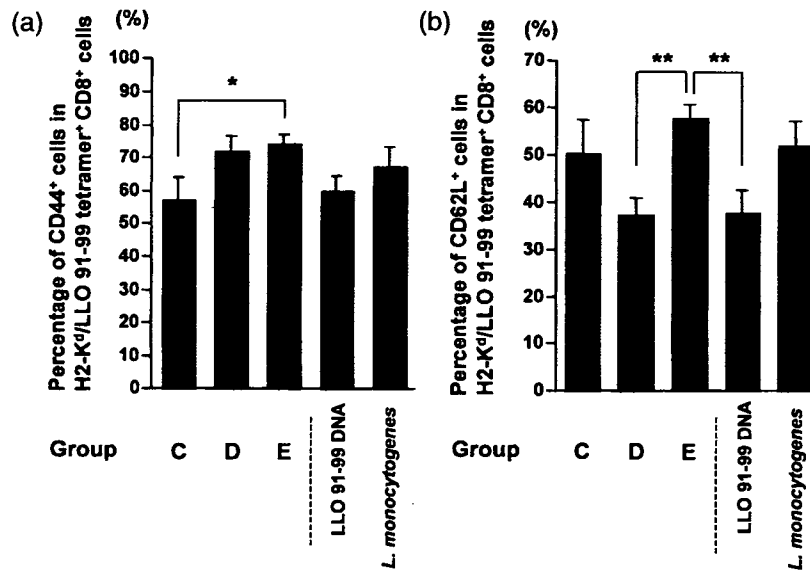 (a)
(%)
Percentage of CD44⁺ cells in
H2-Kᵈ/LLO 91-99 tetramer⁺ CD8⁺ cells
100
90
80
70
60
50
40
30
20
10
0
*
Group
C
D
E
LLO 91-99 DNA
L. monocytogenes
(b)
(%)
Percentage of CD62L⁺ cells in
H2-Kᵈ/LLO 91-99 tetramer⁺ CD8⁺ cells
70
60
50
40
30
20
10
0
**
**
Group
C
D
E
LLO 91-99 DNA
L. monocytogenes